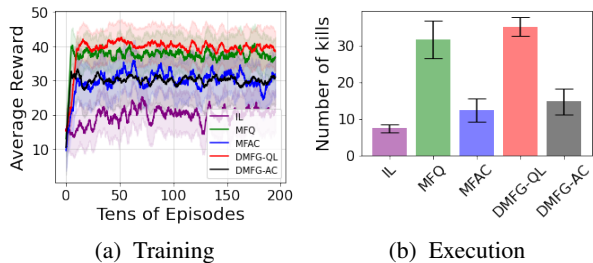 Average Reward
50
40
30
20
10
0
50
100
150
200
Tens of Episodes
IL
MFQ
MFAC
DMFG-QL
DMFG-AC
(a) Training
Number of kills
30
20
10
0
IL
MFQ
MFAC
DMFG-QL
DMFG-AC
(b) Execution